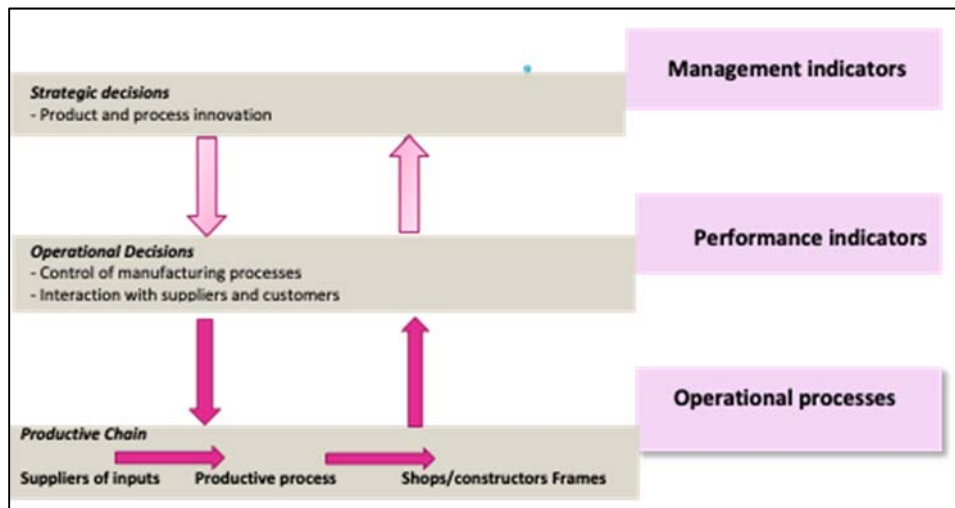 Management indicators
Strategic decisions
- Product and process innovation
Performance indicators
Operational Decisions
- Control of manufacturing processes
- Interaction with suppliers and customers
Operational processes
Productive Chain
Suppliers of inputs Productive process Shops/constructors Frames